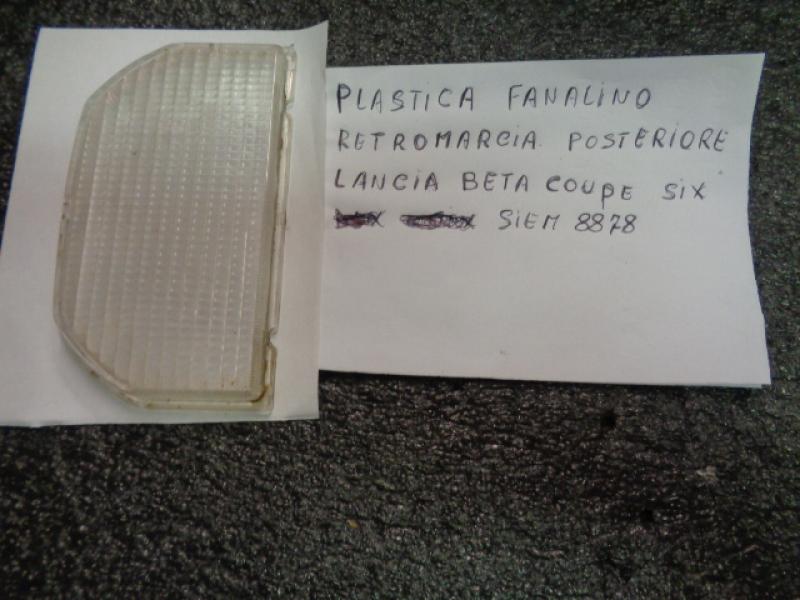 PLASTICA FANALINO
RETROMARCIA POSTERIORE
LANCIA BETA COUPE SIX
SIEM 8878